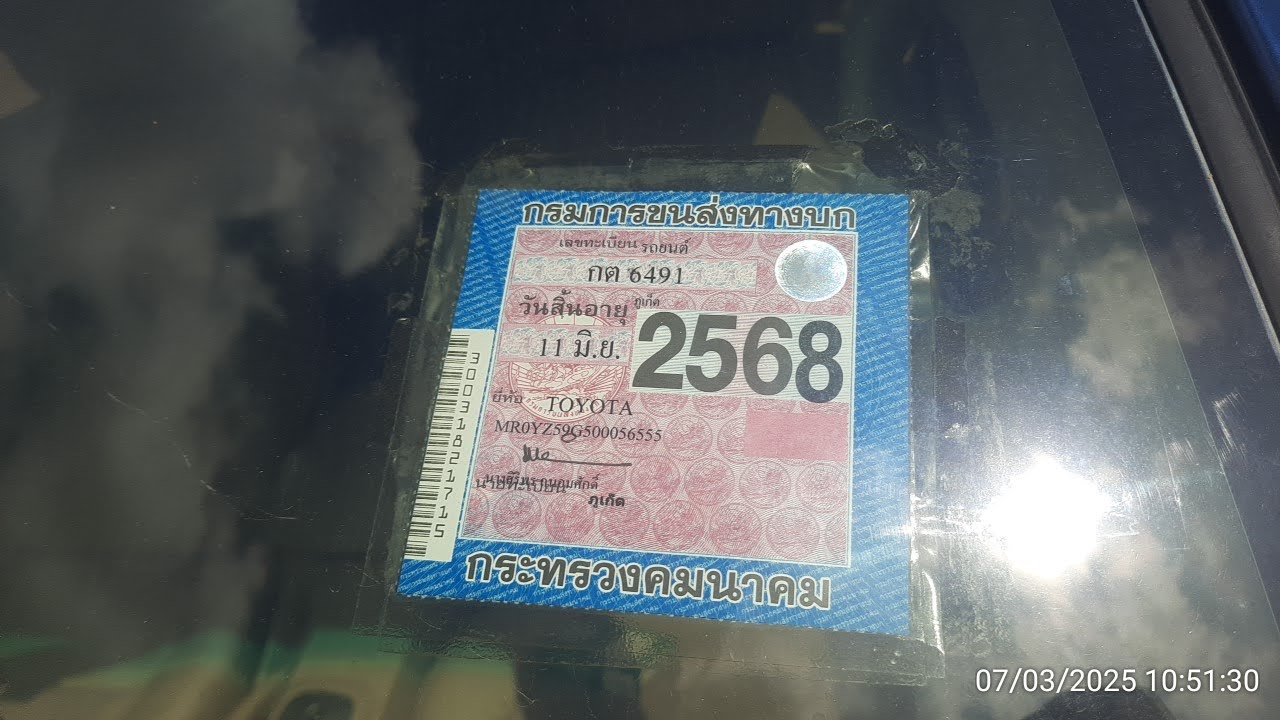 กรมการขนส่งทางบก
เลขทะเบียน รถยนต์
กต 6491
ภูเก็ต
วันสิ้นอายุ
11 มิ.ย.
2568
ยี่ห้อ TOYOTA
MR0YZ59G500056555
นายทะเบียน
ภูเก็ต
กระทรวงคมนาคม
30031821715
07/03/2025 10:51:30